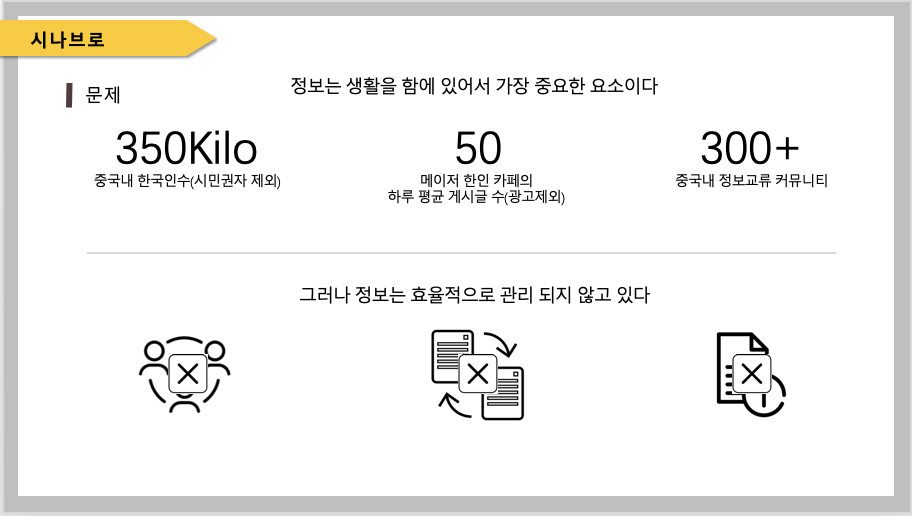 시나브로
문제
정보는 생활을 함에 있어서 가장 중요한 요소이다
350Kilo
중국내 한국인수(시민권자 제외)
50
메이저 한인 카페의
하루 평균 게시글 수(광고제외)
300+
중국내 정보교류 커뮤니티
그러나 정보는 효율적으로 관리 되지 않고 있다